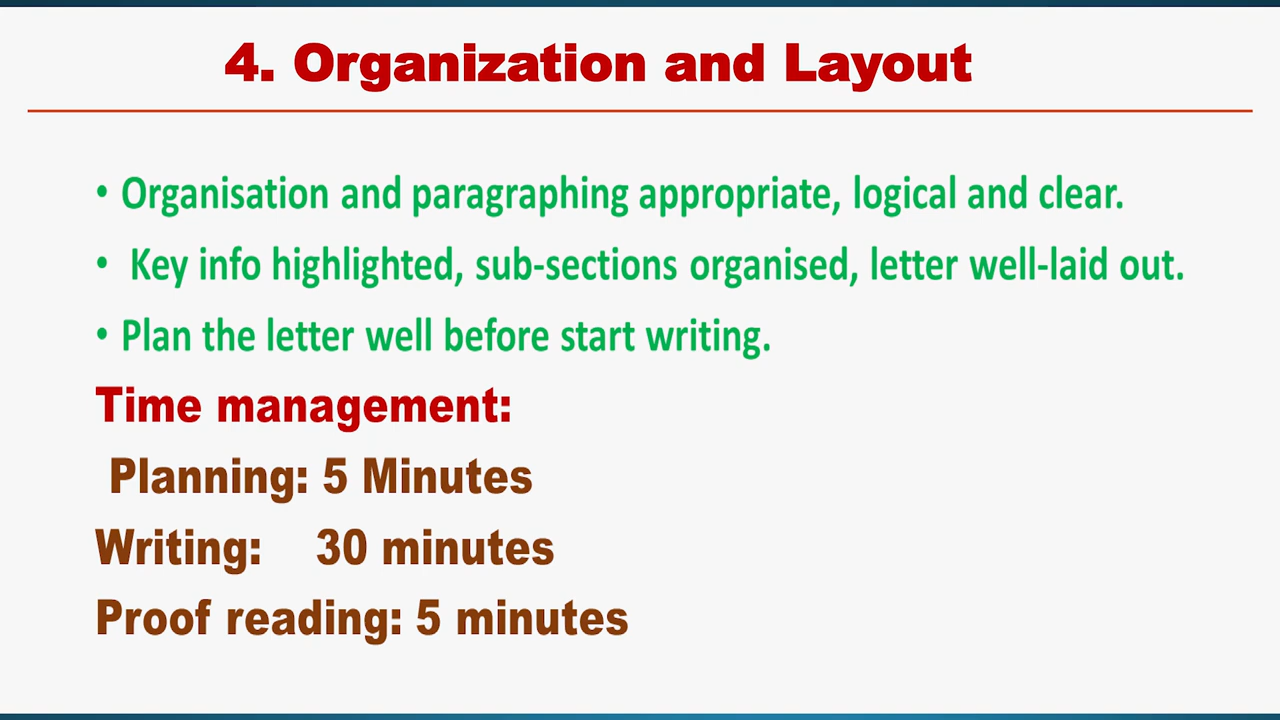 4. Organization and Layout
• Organisation and paragraphing appropriate, logical and clear.
• Key info highlighted, sub-sections organised, letter well-laid out.
• Plan the letter well before start writing.
Time management:
Planning: 5 Minutes
Writing: 30 minutes
Proof reading: 5 minutes